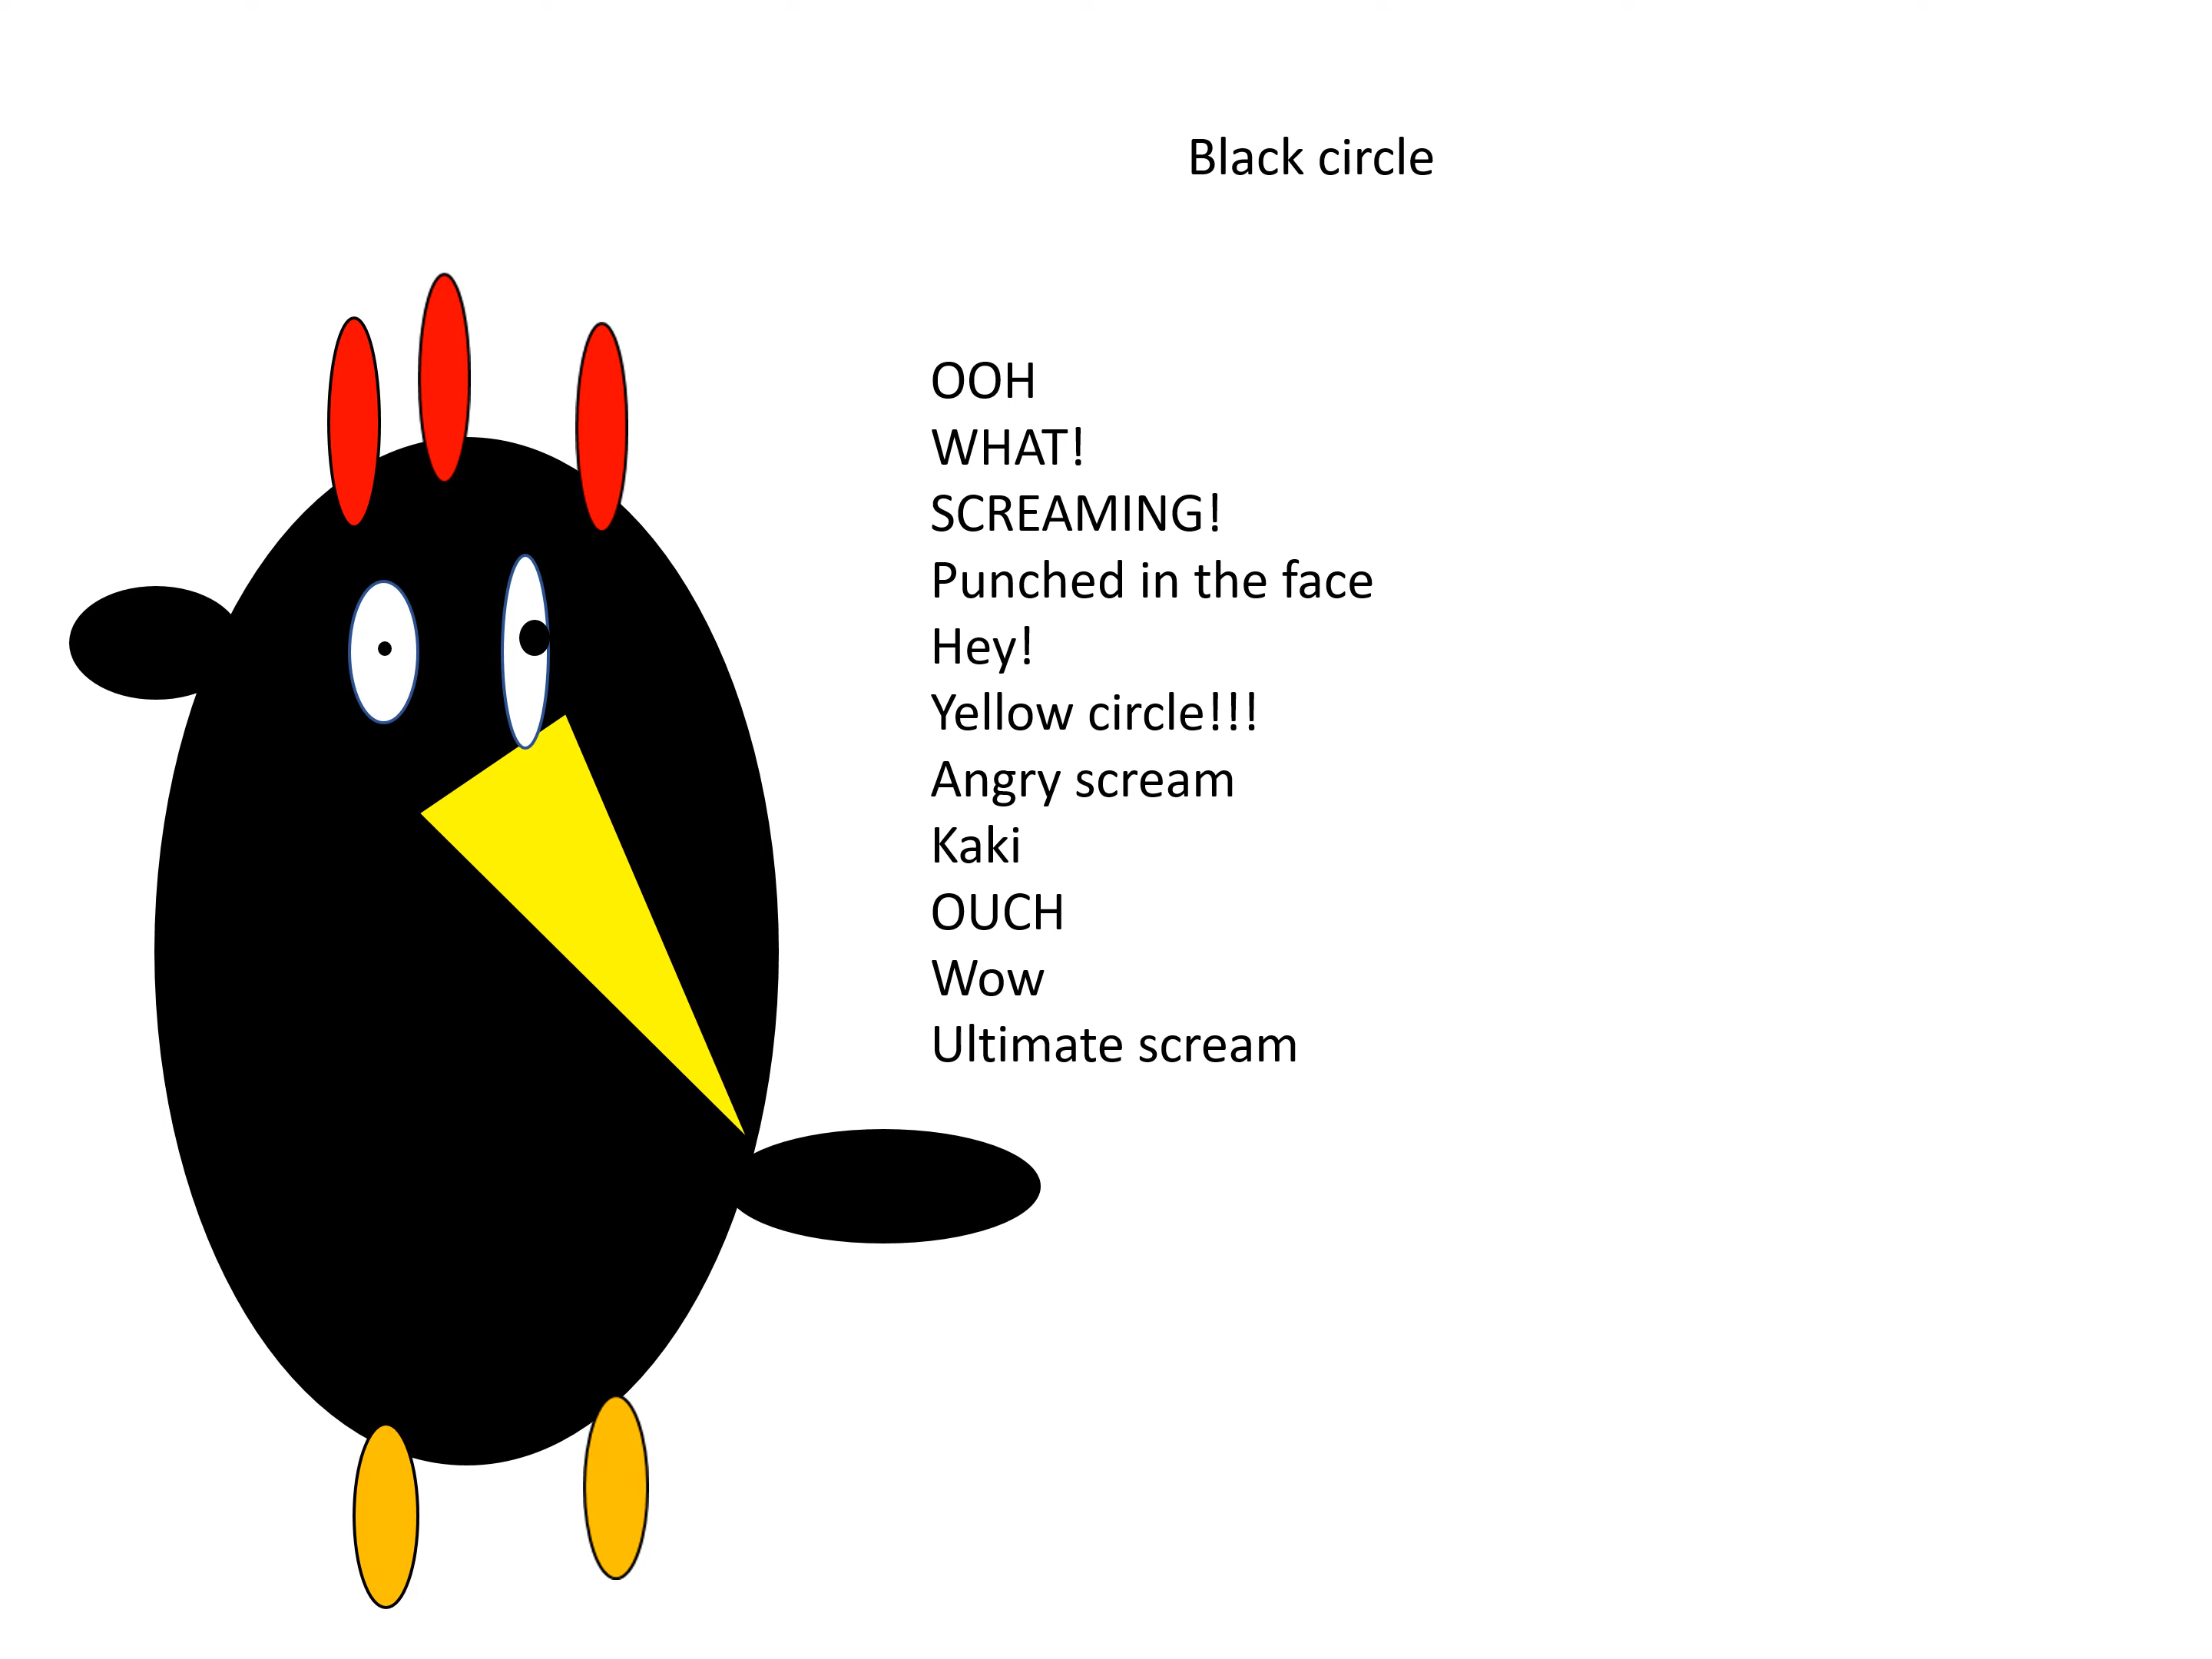 Black circle
OOH
WHAT!
SCREAMING!
Punched in the face
Hey!
Yellow circle!!!
Angry scream
Kaki
OUCH
Wow
Ultimate scream